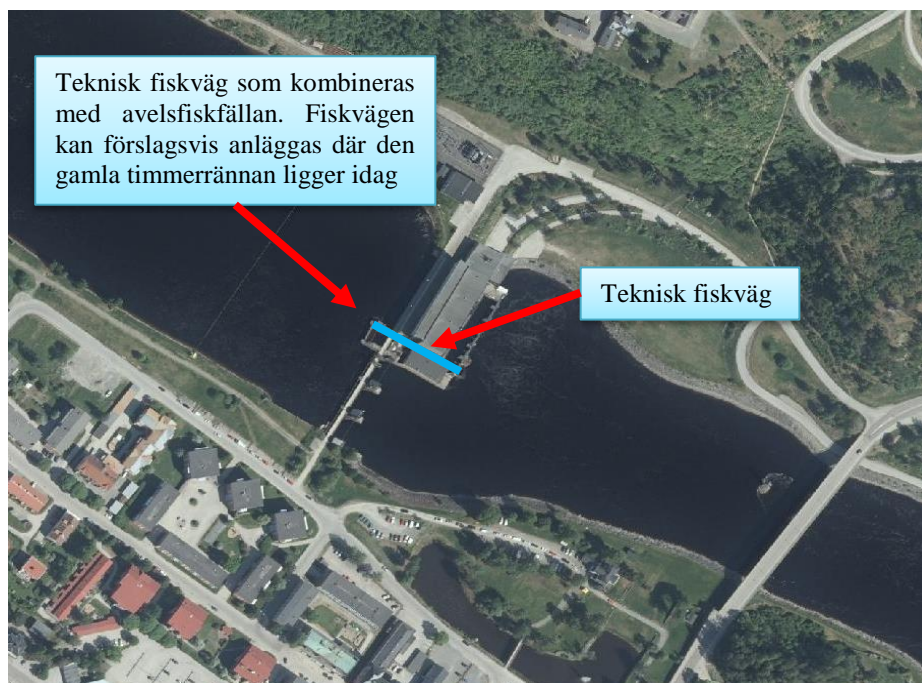 Teknisk fiskväg som kombineras
med avelsfiskfällan. Fiskvägen
kan förslagsvis anläggas där den
gamla timmerrännan ligger idag
Teknisk fiskväg